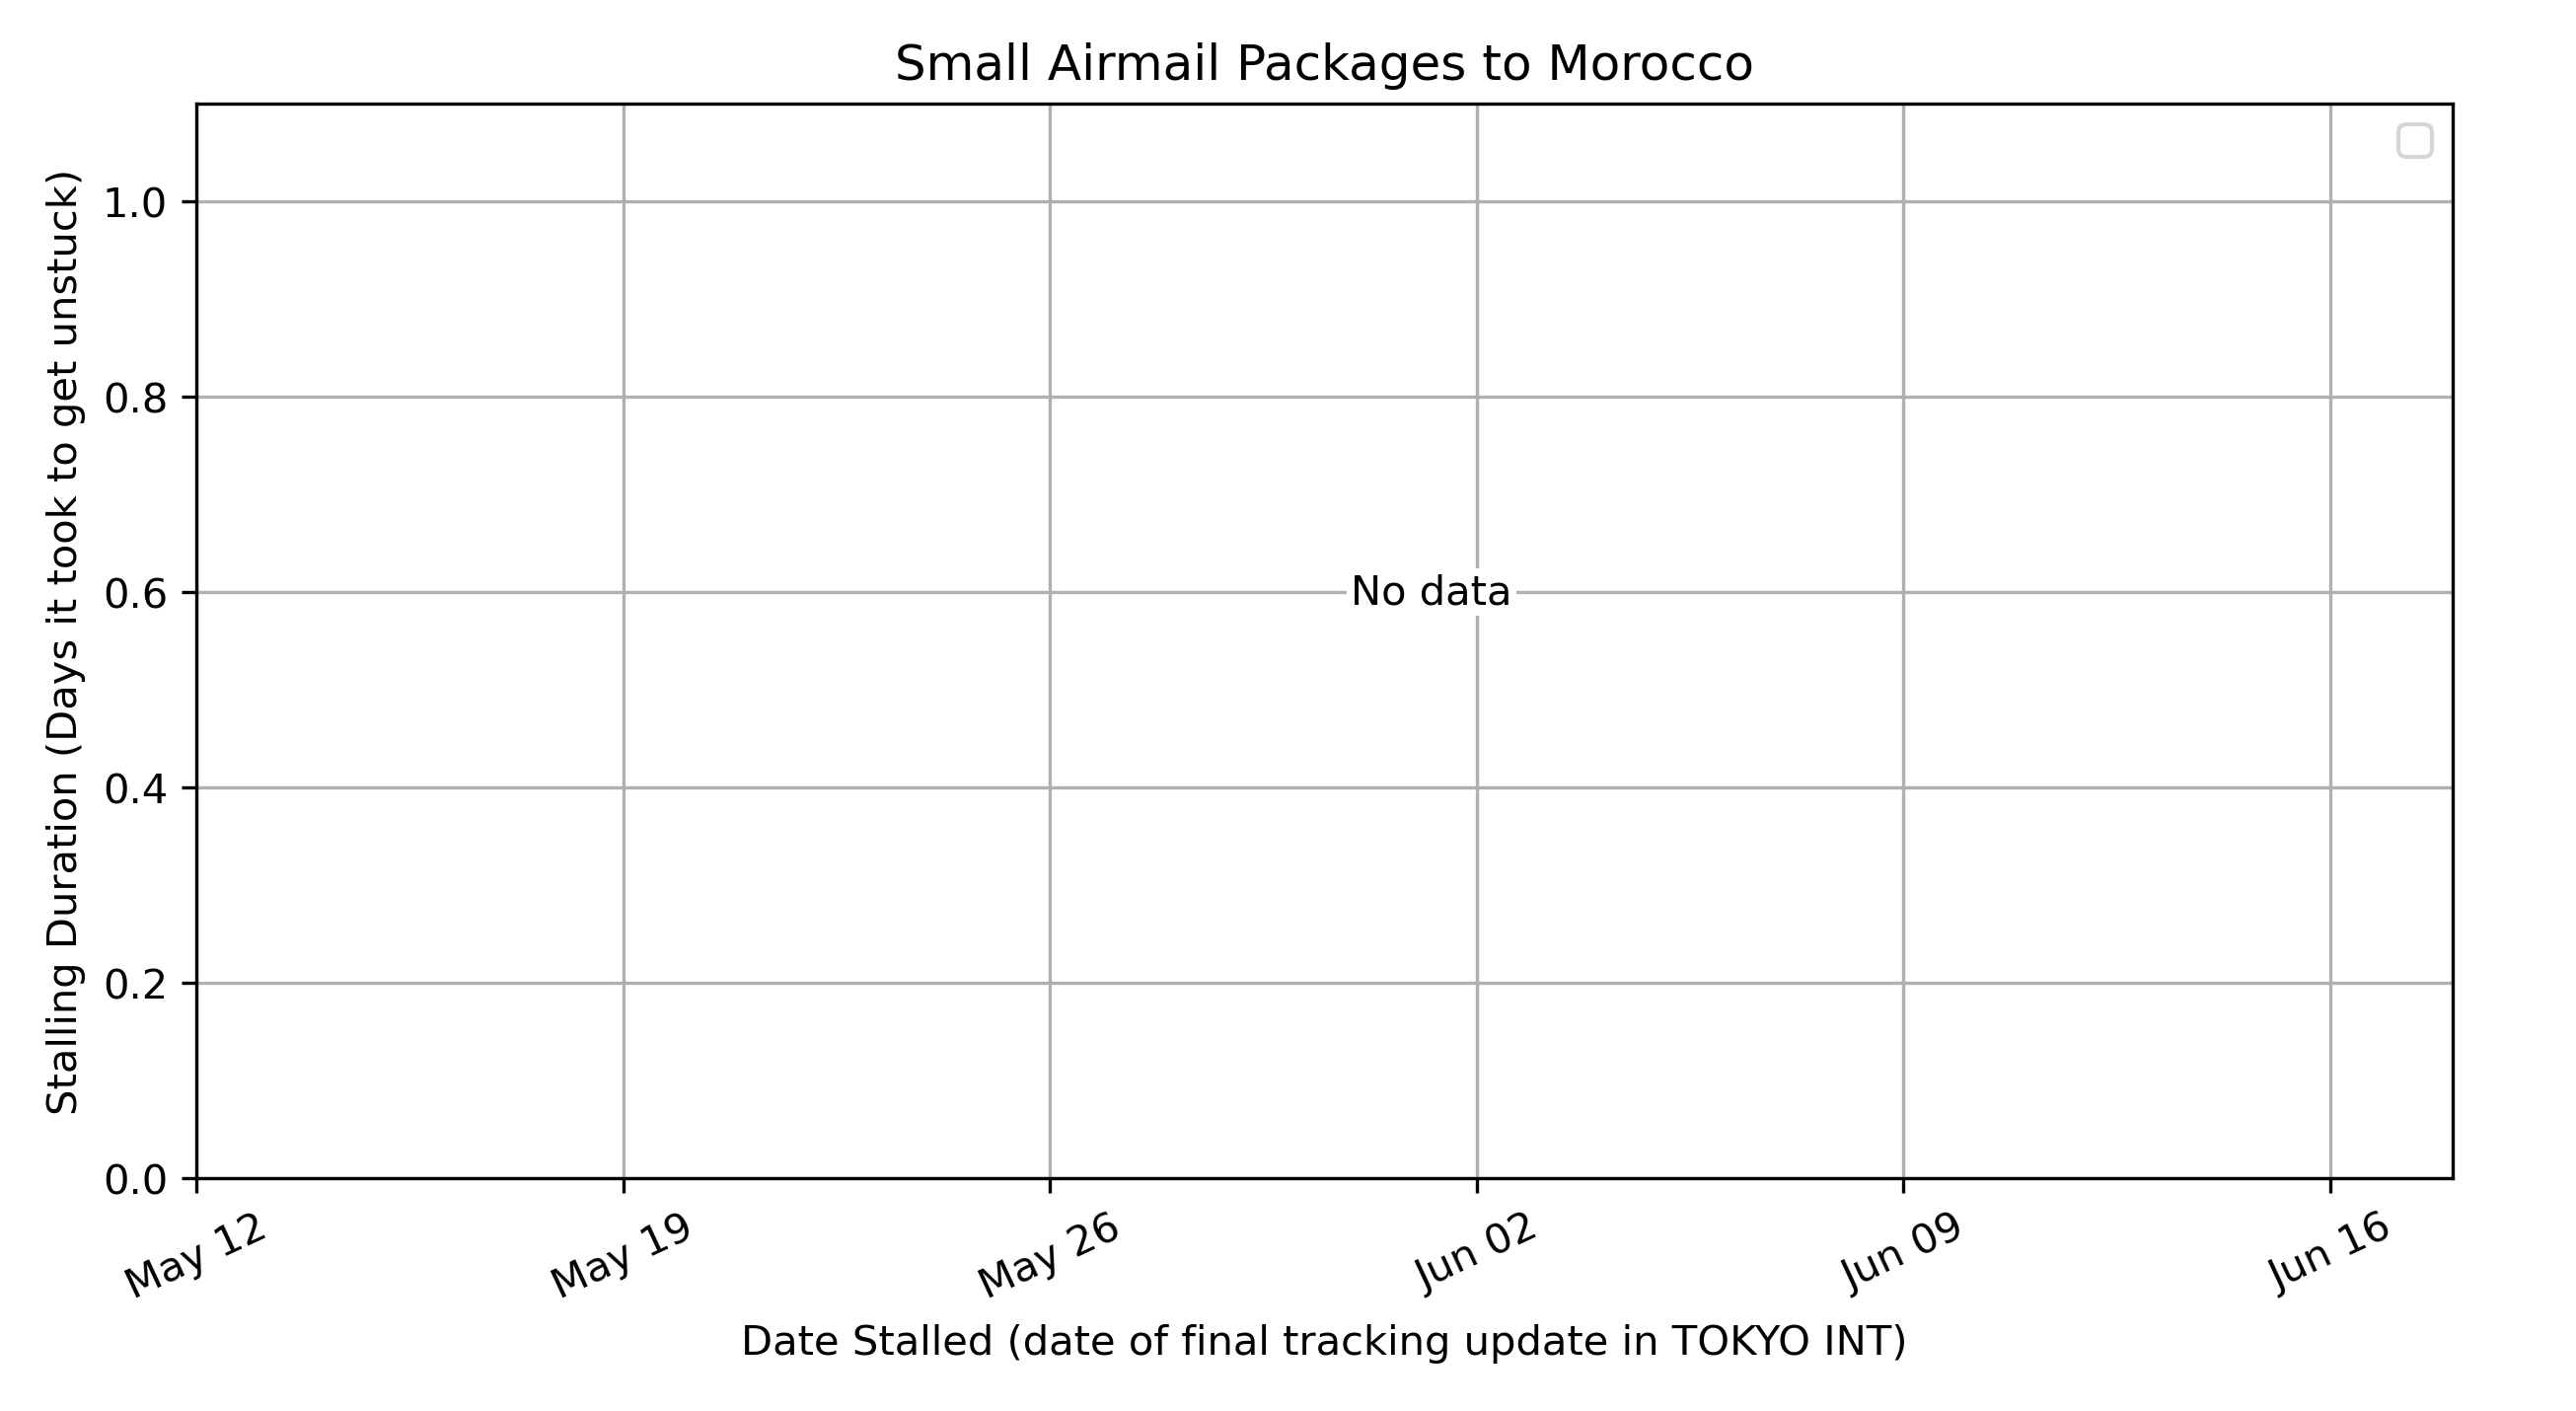 Small Airmail Packages to Morocco
Stalling Duration (Days it took to get unstuck)
1.0
0.8
0.6
0.4
0.2
0.0
No data
May 12
May 19
May 26
Jun 02
Jun 09
Jun 16
Date Stalled (date of final tracking update in TOKYO INT)